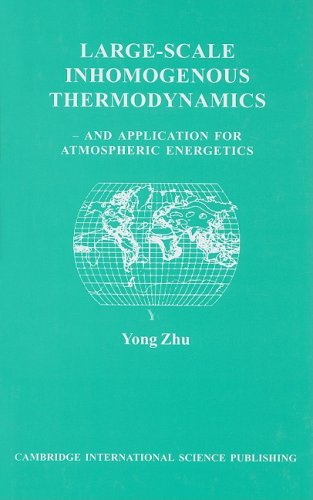 LARGE-SCALE
INHOMOGENOUS
THERMODYNAMICS
– AND APPLICATION FOR
ATMOSPHERIC ENERGETICS
Yong Zhu
CAMBRIDGE INTERNATIONAL SCIENCE PUBLISHING